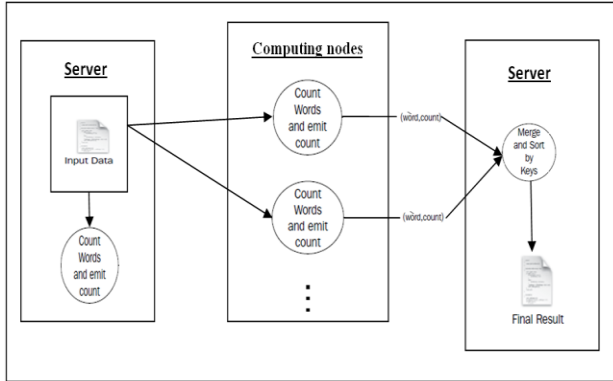 Server
Input Data
Count
Words
and emit
count
Computing nodes
Count
Words
and emit
count
(word,count)
Count
Words
and emit
count
(word,count)
Server
Merge
and Sort
by
Keys
Final Result